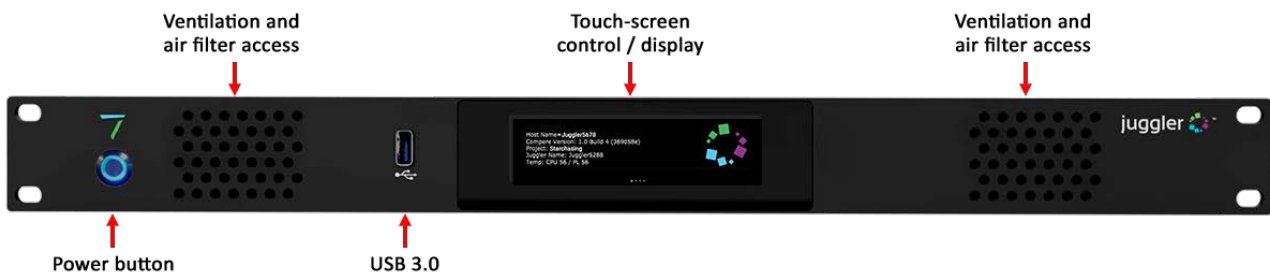 Ventilation and
air filter access
Touch-screen
control / display
Ventilation and
air filter access
7
juggler
Host Name=Juggler5678
Compere Version: 1.0 Build 4 (369d58e)
Project: Starchasing
Juggler Name: Juggler5288
Temp: CPU 56 / PL 56
Power button
USB 3.0